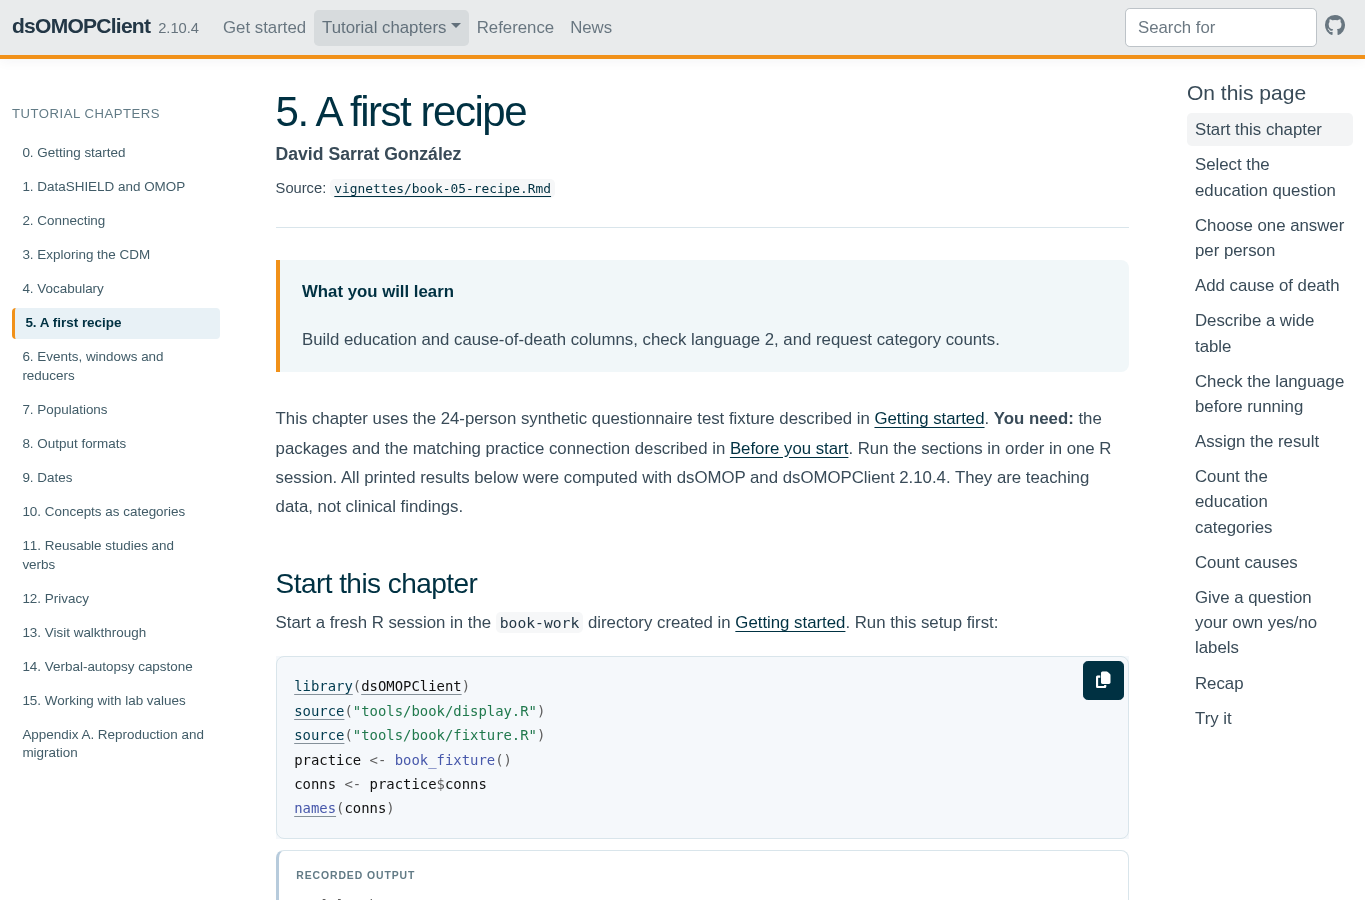 dsOMOPClient 2.10.4 Get started Tutorial chapters Reference News Search for
TUTORIAL CHAPTERS
0. Getting started
1. DataSHIELD and OMOP
2. Connecting
3. Exploring the CDM
4. Vocabulary
5. A first recipe
6. Events, windows and
reducers
7. Populations
8. Output formats
9. Dates
10. Concepts as categories
11. Reusable studies and
verbs
12. Privacy
13. Visit walkthrough
14. Verbal-autopsy capstone
15. Working with lab values
Appendix A. Reproduction and
migration
5. A first recipe
David Sarrat González
Source: vignettes/book-05-recipe.Rmd
What you will learn
Build education and cause-of-death columns, check language 2, and request category counts.
This chapter uses the 24-person synthetic questionnaire test fixture described in Getting started. You need: the
packages and the matching practice connection described in Before you start. Run the sections in order in one R
session. All printed results below were computed with dsOMOP and dsOMOPClient 2.10.4. They are teaching
data, not clinical findings.
Start this chapter
Start a fresh R session in the book-work directory created in Getting started. Run this setup first:
library(dsOMOPClient)
source("tools/book/display.R")
source("tools/book/fixture.R")
practice <- book_fixture()
conns <- practice$conns
names(conns)
RECORDED OUTPUT
On this page
Start this chapter
Select the
education question
Choose one answer
per person
Add cause of death
Describe a wide
table
Check the language
before running
Assign the result
Count the
education
categories
Count causes
Give a question
your own yes/no
labels
Recap
Try it